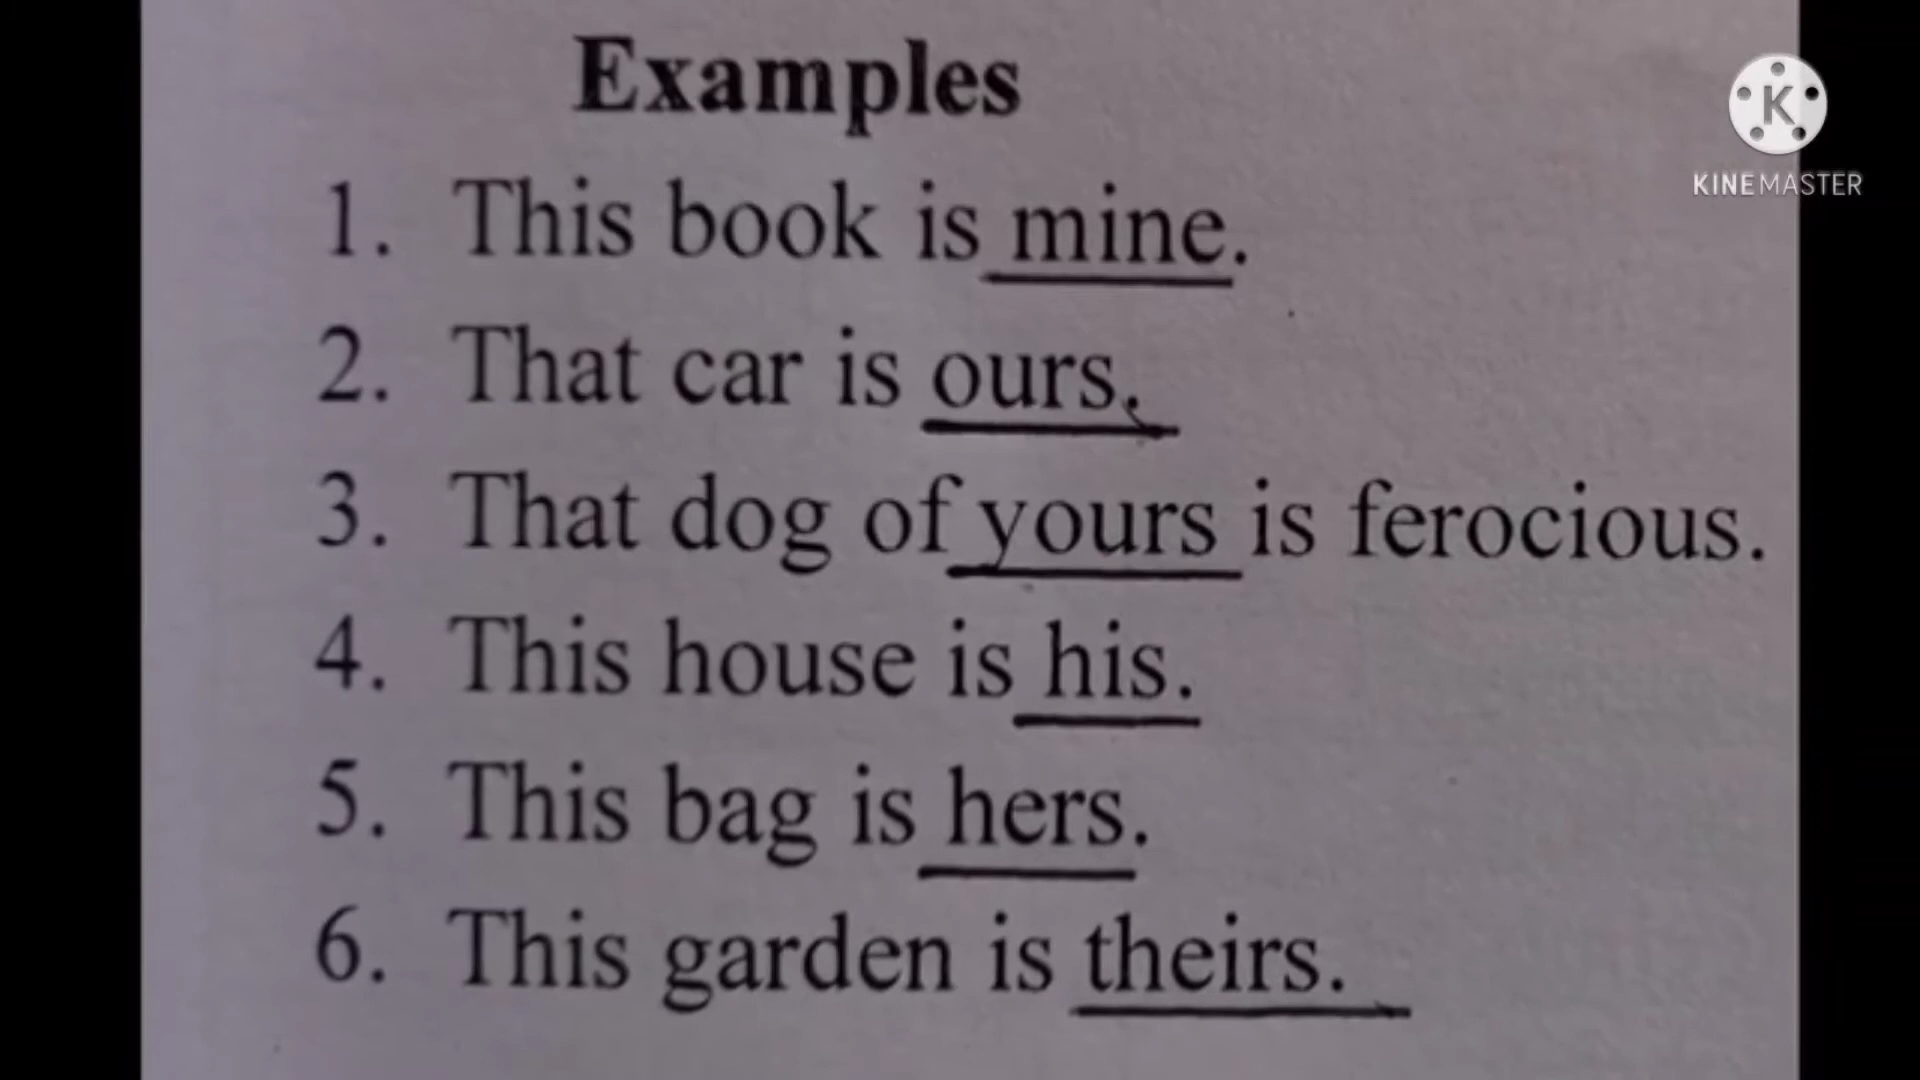 Examples
K
KINEMASTER
1. This book is mine.
2. That car is ours.
3. That dog of yours is ferocious.
4. This house is his.
5. This bag is hers.
6. This garden is theirs.